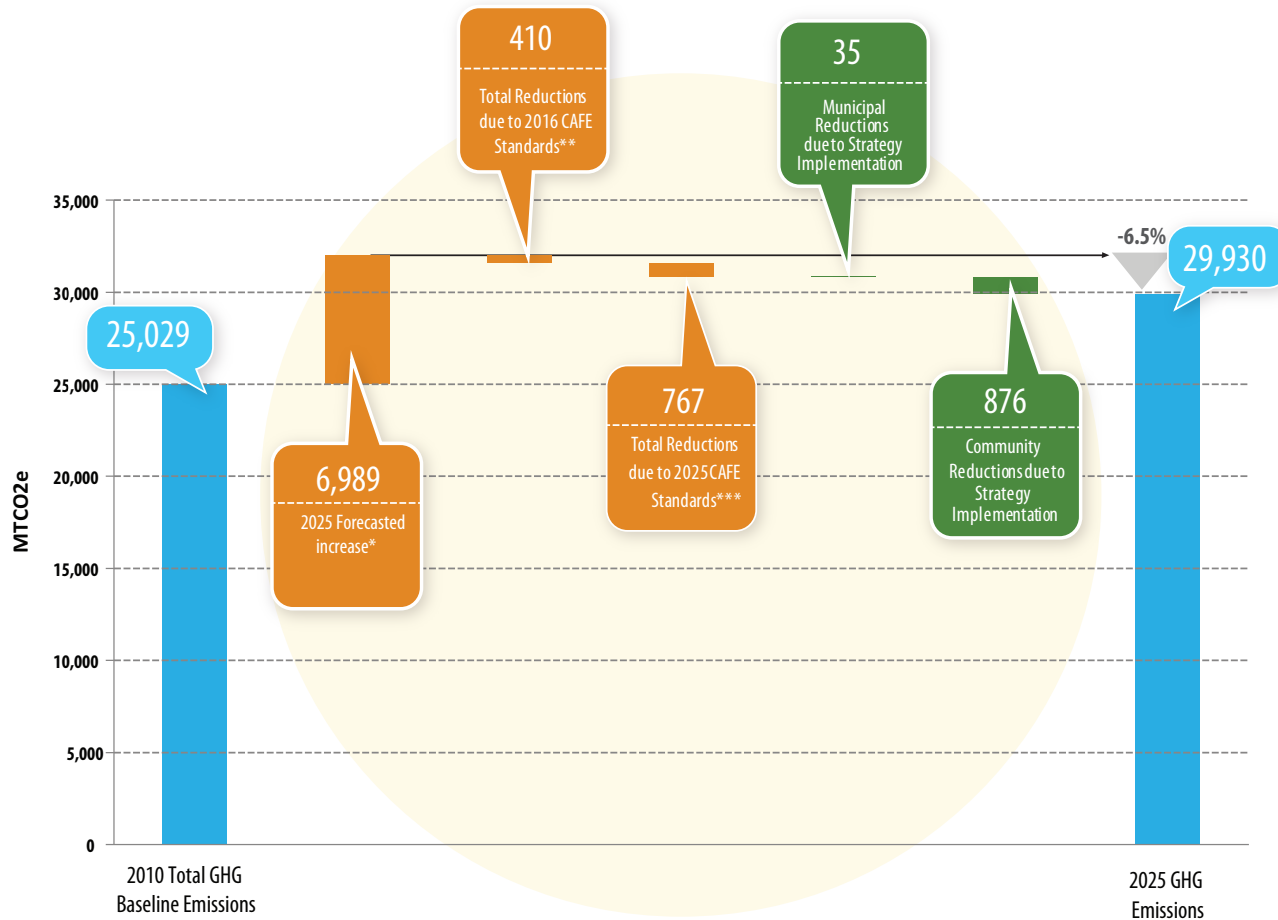 410
Total Reductions
due to 2016 CAFE
Standards**
35
Municipal
Reductions
due to Strategy
Implementation
35,000
-6.5%
29,930
30,000
25,029
25,000
767
Total Reductions
due to 2025CAFE
Standards***
876
Community
Reductions due to
Strategy
Implementation
6,989
2025 Forecasted
increase*
20,000
15,000
10,000
5,000
0
MTCO2e
2010 Total GHG
Baseline Emissions
2025 GHG
Emissions